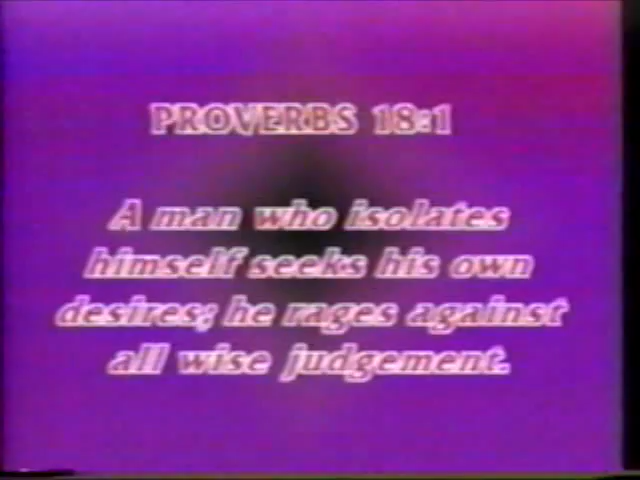 PROVERBS 18:1
A man who isolates
himself seeks his own
desires; he rages against
all wise judgement.